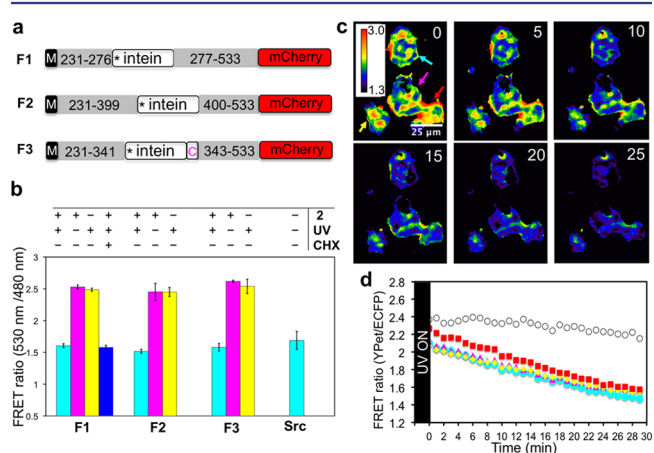 a
F1 M 231-276 * intein 277-533 mCherry
F2 M 231-399 * intein 400-533 mCherry
F3 M 231-341 * intein C 343-533 mCherry
b
+ + − + + + − + + − − 2
+ − + + + − + + − + − UV
− − − + − − − − − − − CHX
FRET ratio (530 nm /480 nm)
3
2.5
2
1.5
1
0.5
F1 F2 F3 Src
c
3.0
1.3
0 5 10
25 µm
15 20 25
d
FRET ratio (YPet/ECFP)
2.8
2.6
2.4
2.2
2.0
1.8
1.6
1.4
1.2
UV ON
0 2 4 6 8 10 12 14 16 18 20 22 24 26 28 30
Time (min)